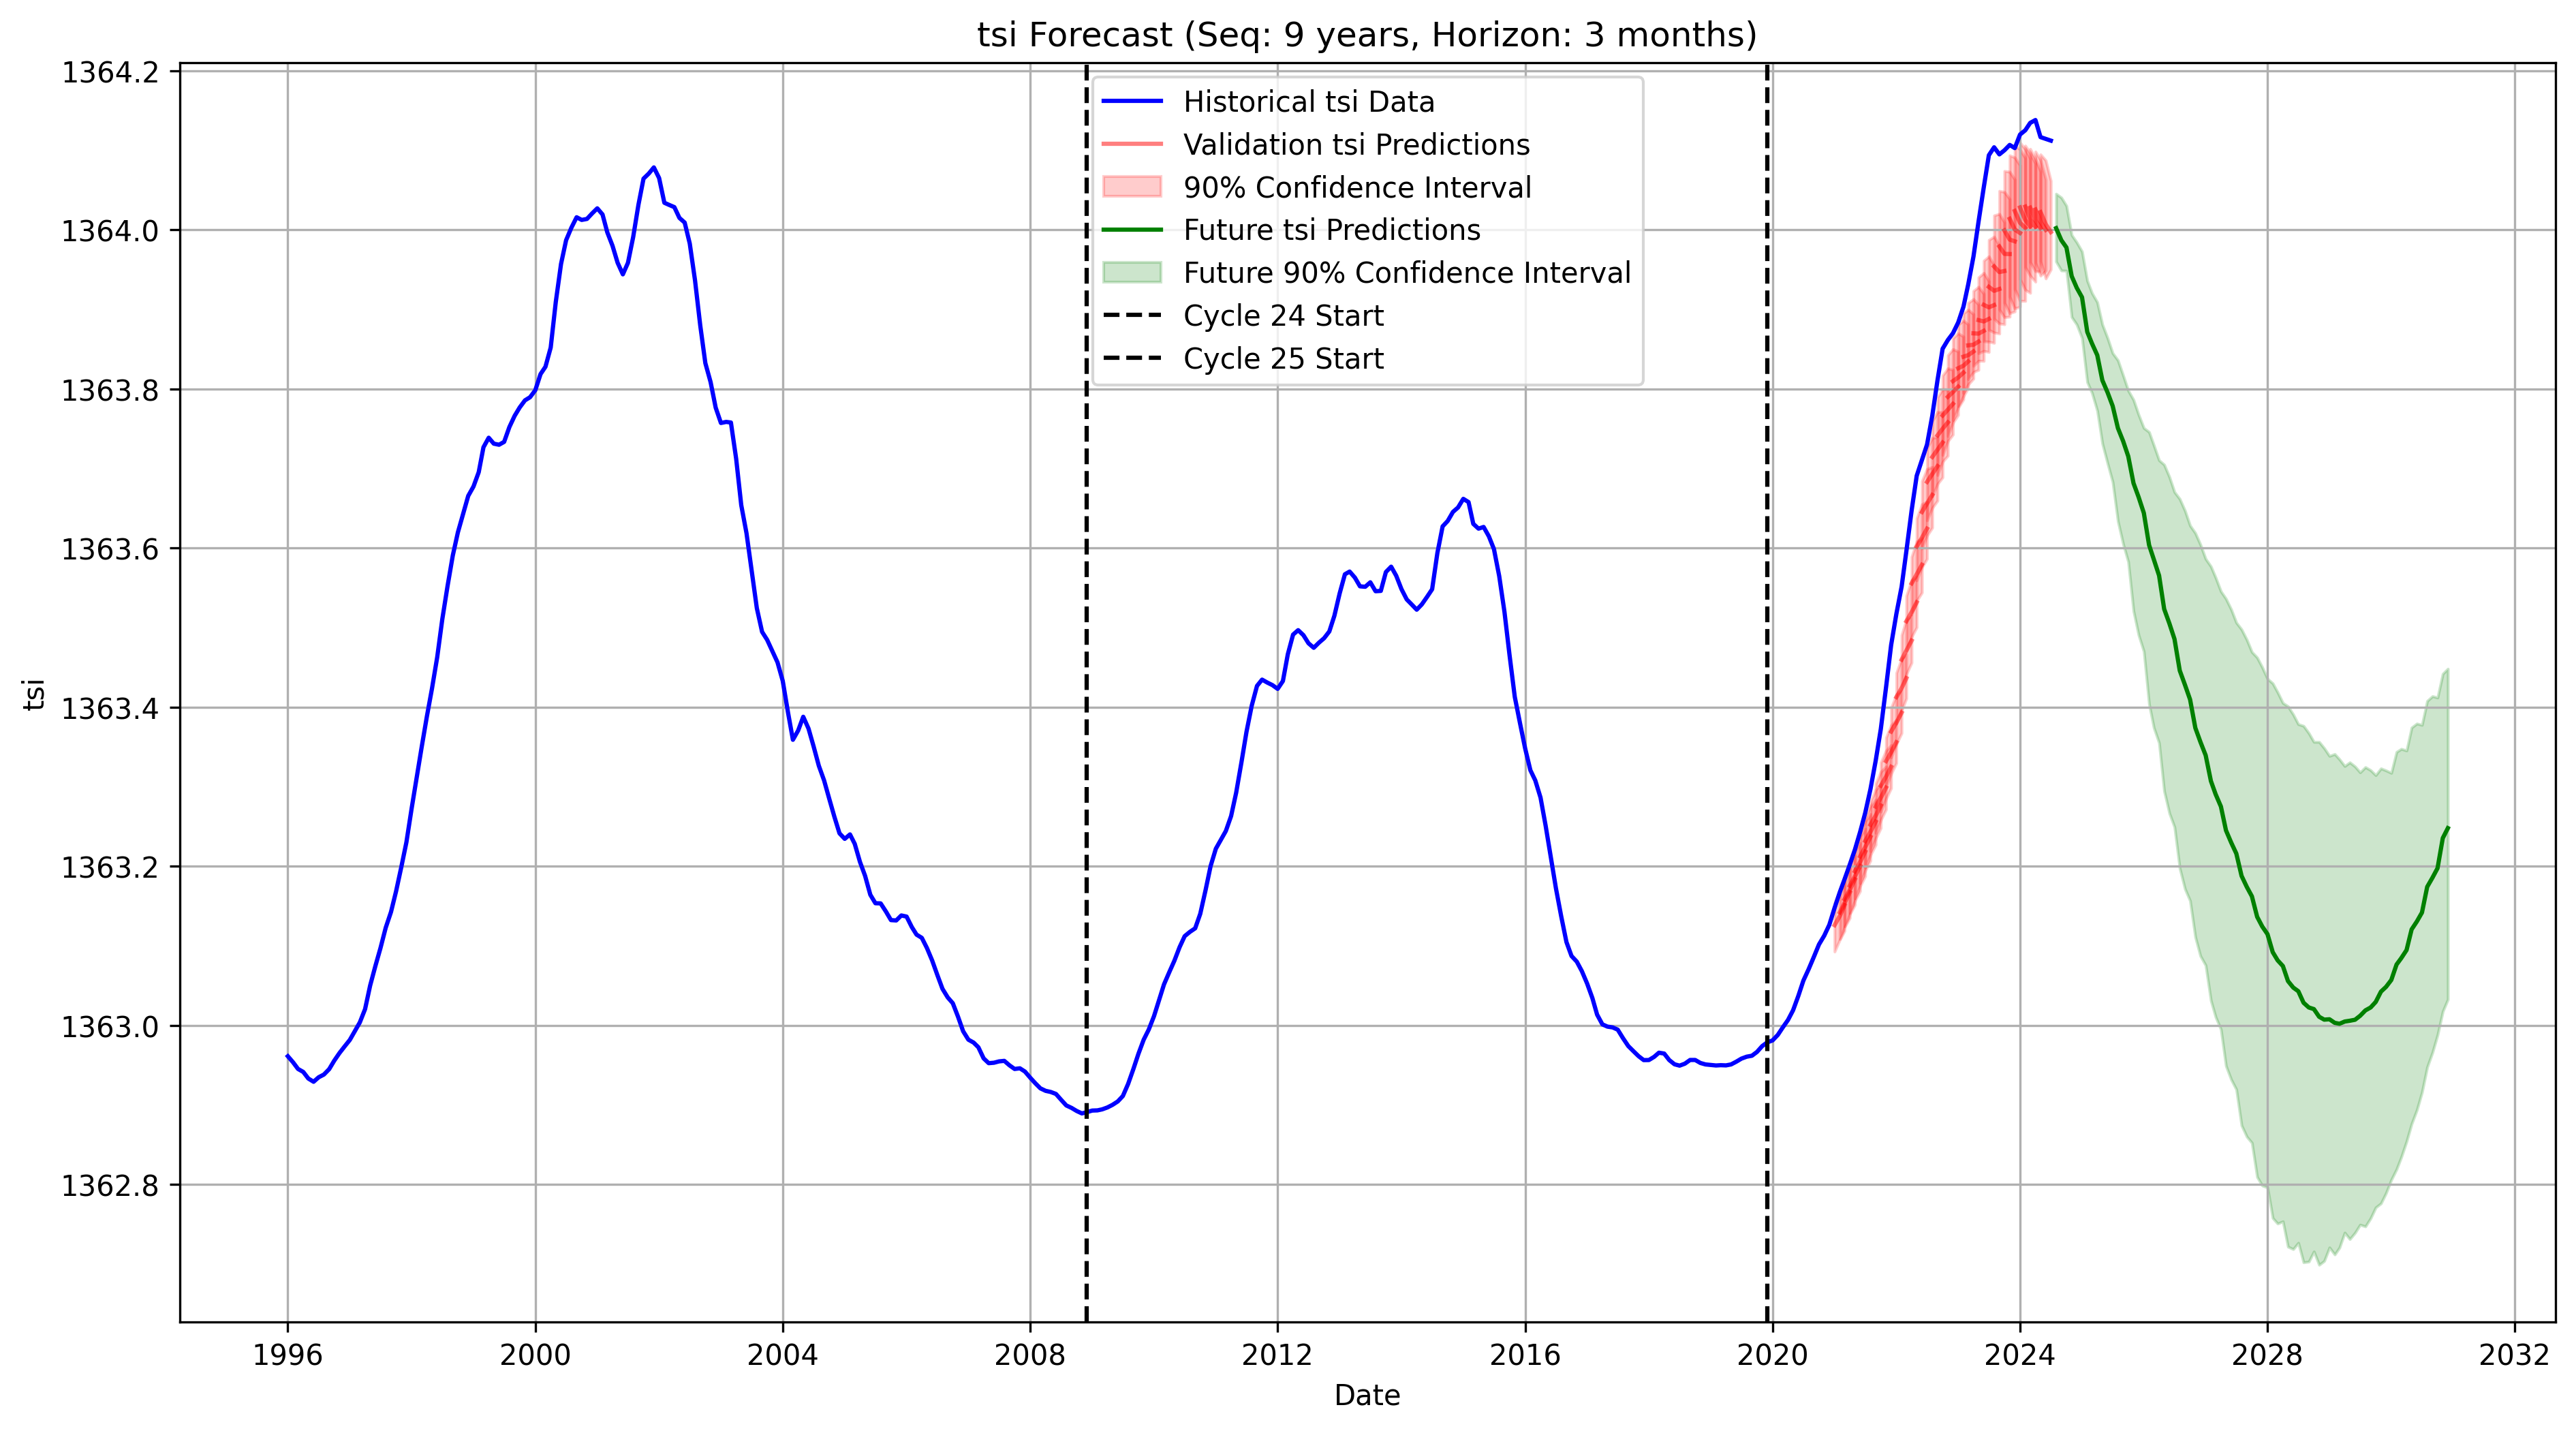 tsi Forecast (Seq: 9 years, Horizon: 3 months)
1364.2
1364.0
1363.8
1363.6
1363.4
1363.2
1363.0
1362.8
tsi
Historical tsi Data
Validation tsi Predictions
90% Confidence Interval
Future tsi Predictions
Future 90% Confidence Interval
Cycle 24 Start
Cycle 25 Start
1996 2000 2004 2008 2012 2016 2020 2024 2028 2032
Date